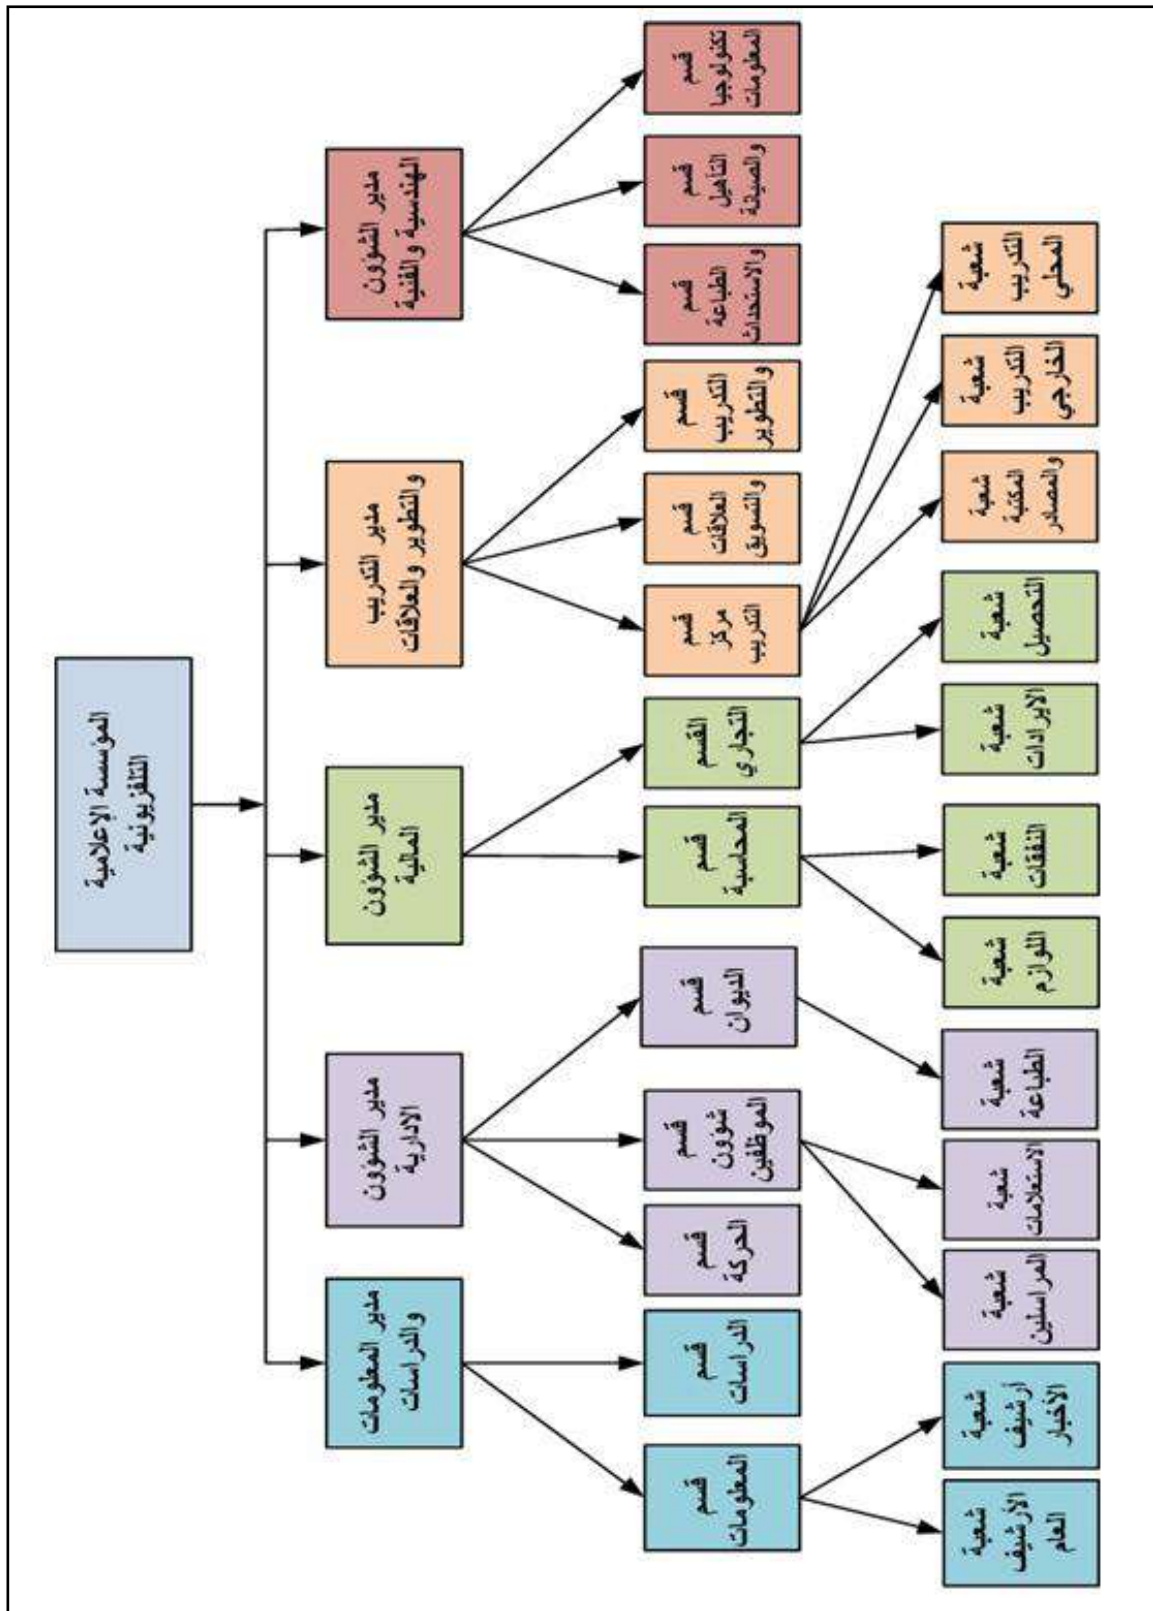 المؤسسة الإعلامية
التلفزيونية
مدير الشؤون
الهندسية والفنية
مدير التدريب
والتطوير والعلاقات
مدير الشؤون
المالية
مدير الشؤون
الادارية
مدير المعلومات
والدراسات
قسم
تكنولوجيا
المعلومات
قسم
التأهيل
والصيانة
قسم
الطباعة
والاستحداث
قسم
التدريب
والتطوير
قسم
العلاقات
والتسويق
قسم
مركز
التدريب
القسم
التجاري
قسم
المحاسبة
قسم
الديوان
قسم
شؤون
الموظفين
قسم
الحركة
قسم
الدراسات
قسم
المعلومات
شعبة
التدريب
المحلي
شعبة
التدريب
الخارجي
شعبة
المكتبة
والمصادر
شعبة
التحصيل
شعبة
الايرادات
شعبة
النفقات
شعبة
اللوازم
شعبة
الطباعة
شعبة
الاستعلامات
شعبة
المراسلين
شعبة
أرشيف
الأخبار
شعبة
الأرشيف
العام